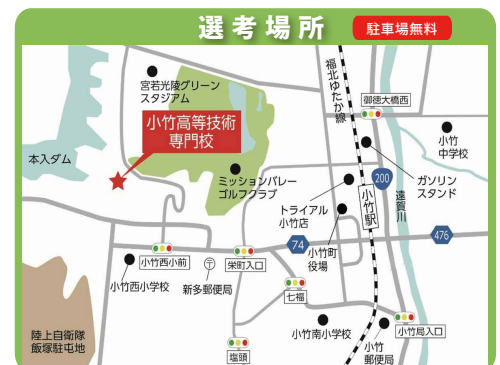 選考場所
駐車場無料
宮若光陵グリーン
スタジアム
小竹高等技術
専門校
本入ダム
福北ゆたか線
御徳大橋西
小竹
中学校
ミッションバレー
ゴルフクラブ
ガソリン
スタンド
200
トライアル
小竹店
小竹駅
遠賀川
小竹町
役場
74
476
小竹西小前
〒
新多郵便局
栄町入口
小竹西小学校
七福
陸上自衛隊
飯塚駐屯地
小竹南小学校
小竹局入口
塩頭
小竹
郵便局